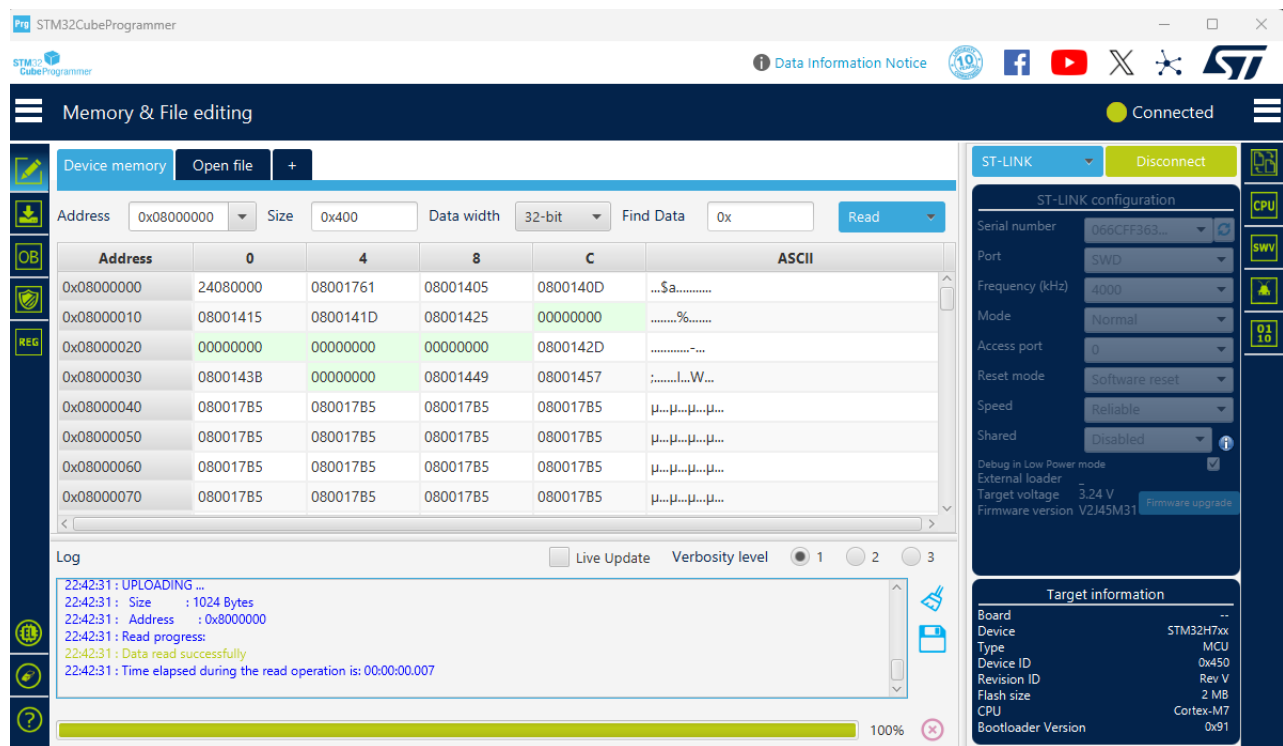 Prg STM32CubeProgrammer
STM32
CubeProgrammer
Data Information Notice
10
Memory & File editing
Connected
Device memory Open file +
Address 0x08000000 Size 0x400 Data width 32-bit Find Data 0x Read
Address 0 4 8 C ASCII
0x08000000 24080000 08001761 08001405 0800140D ...$a...........
0x08000010 08001415 0800141D 08001425 00000000 ........%.......
0x08000020 00000000 00000000 00000000 0800142D ............-...
0x08000030 0800143B 00000000 08001449 08001457 ;.......I...W...
0x08000040 080017B5 080017B5 080017B5 080017B5 µ...µ...µ...µ...
0x08000050 080017B5 080017B5 080017B5 080017B5 µ...µ...µ...µ...
0x08000060 080017B5 080017B5 080017B5 080017B5 µ...µ...µ...µ...
0x08000070 080017B5 080017B5 080017B5 080017B5 µ...µ...µ...µ...
Log Live Update Verbosity level 1 2 3
22:42:31 : UPLOADING ...
22:42:31 : Size : 1024 Bytes
22:42:31 : Address : 0x8000000
22:42:31 : Read progress:
22:42:31 : Data read successfully
22:42:31 : Time elapsed during the read operation is: 00:00:00.007
100%
OB
REG
ST-LINK Disconnect
ST-LINK configuration
Serial number 066CFF363...
Port SWD
Frequency (kHz) 4000
Mode Normal
Access port 0
Reset mode Software reset
Speed Reliable
Shared Disabled
Debug in Low Power mode
External loader _
Target voltage 3.24 V
Firmware version V2J45M31 Firmware upgrade
Target information
Board --
Device STM32H7xx
Type MCU
Device ID 0x450
Revision ID Rev V
Flash size 2 MB
CPU Cortex-M7
Bootloader Version 0x91
CPU
SWV
01
10